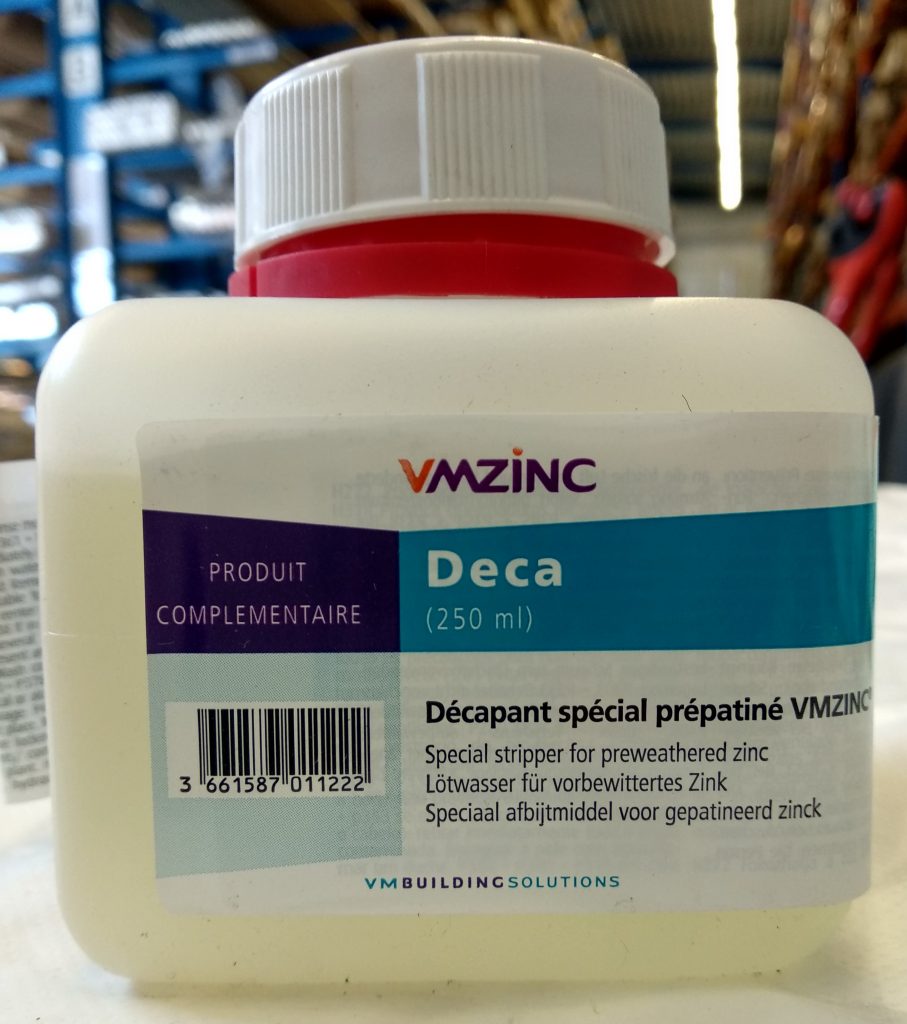 VMZINC
PRODUIT
COMPLEMENTAIRE
Deca
(250 ml)
3 661587 011222
Décapant spécial prépatiné VMZINC®
Special stripper for preweathered zinc
Lötwasser für vorbewittertes Zink
Speciaal afbijtmiddel voor gepatineerd zinck
VMBUILDINGSOLUTIONS